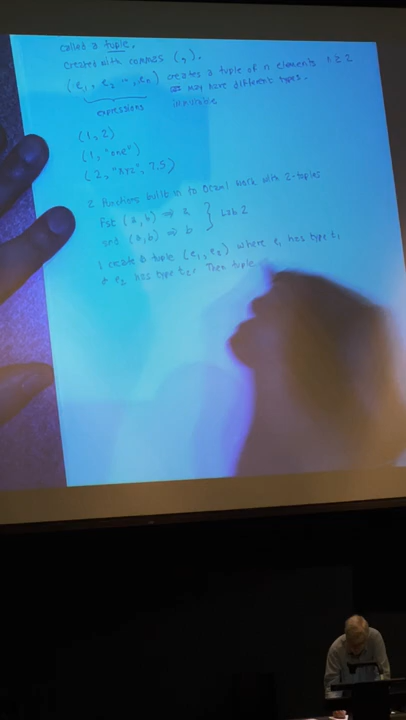 called a tuple.
Created with commas (,).
(e1, e2 ..., en) creates a tuple of n elements n ≥ 2
expressions may have different types.
immutable
(1, 2)
(1, "one")
(2, "xyz", 7.5)
2 functions built in to OCaml work with 2-tuples
fst (a, b) ⇒ a
snd (a, b) ⇒ b } Lab 2
I create a tuple (e1, e2) where e1 has type t1
& e2 has type t2. Then tuple